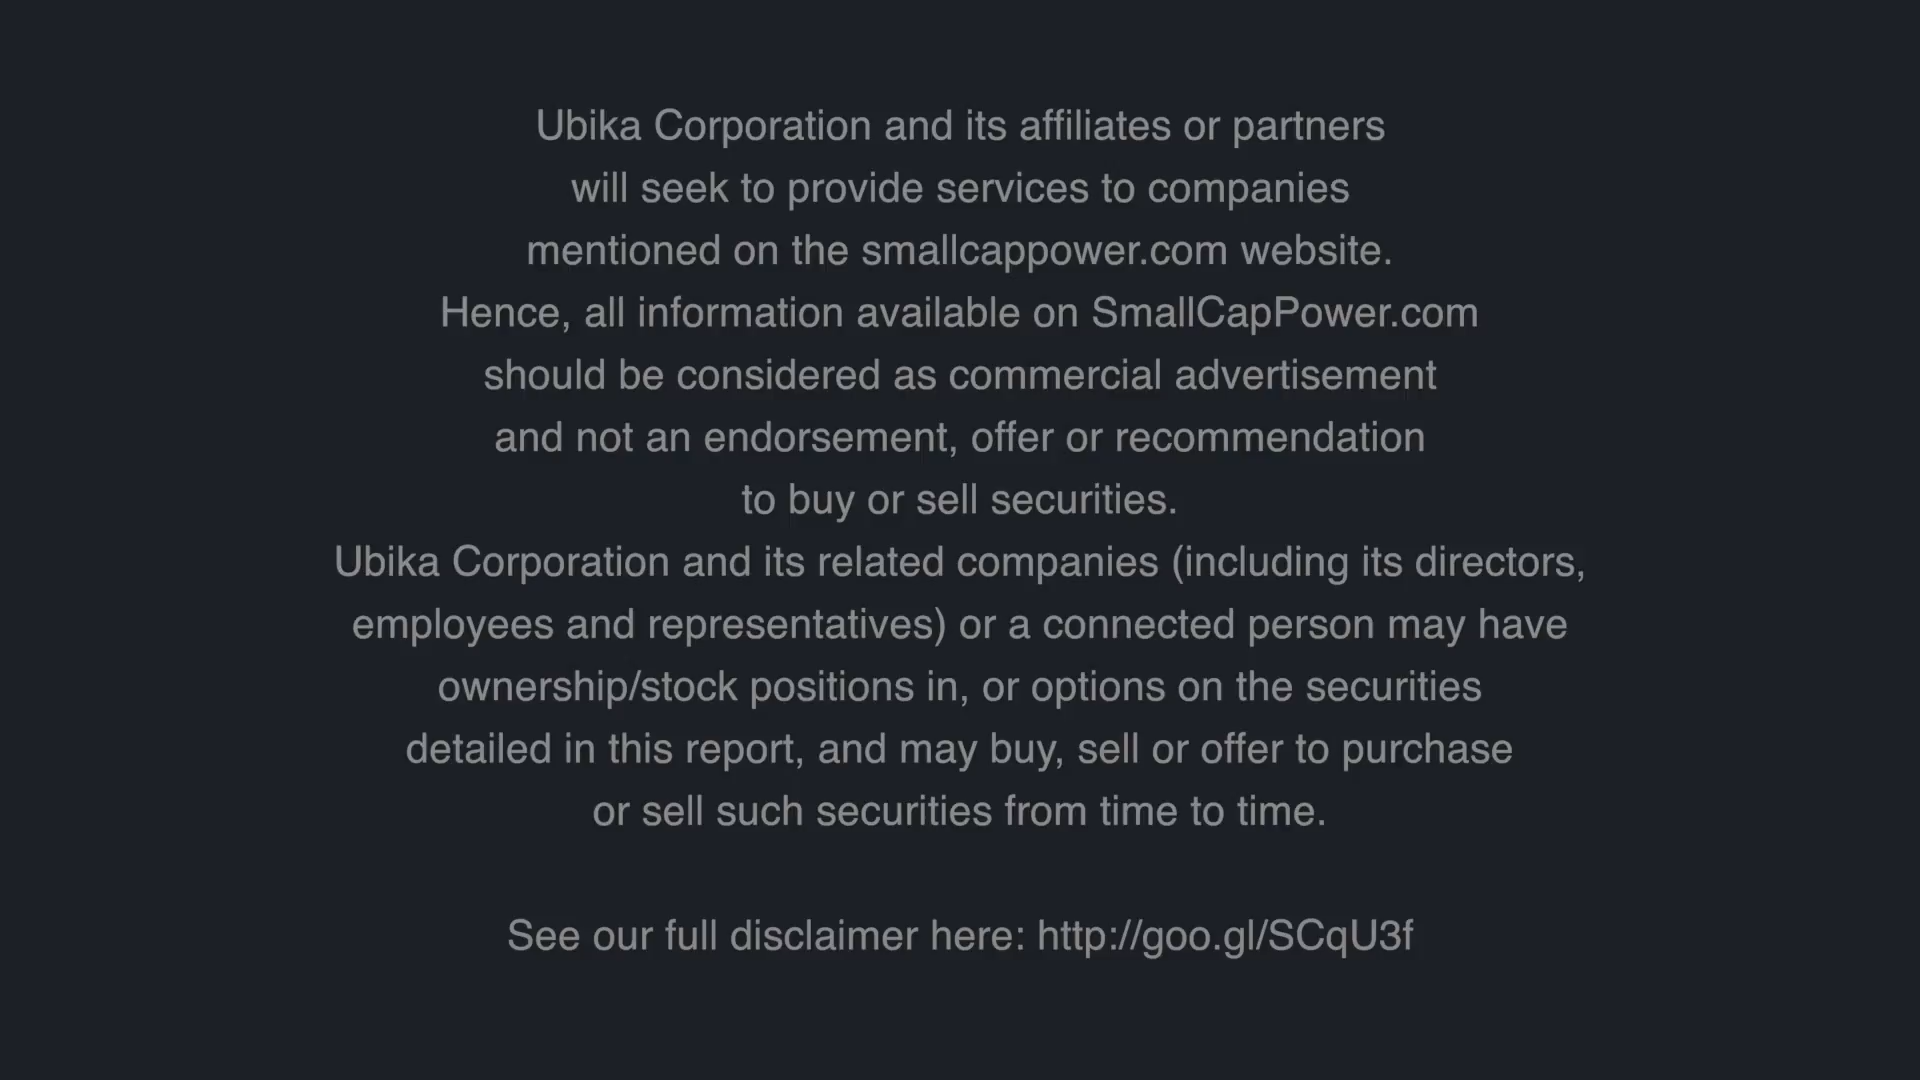 Ubika Corporation and its affiliates or partners
will seek to provide services to companies
mentioned on the smallcappower.com website.
Hence, all information available on SmallCapPower.com
should be considered as commercial advertisement
and not an endorsement, offer or recommendation
to buy or sell securities.
Ubika Corporation and its related companies (including its directors,
employees and representatives) or a connected person may have
ownership/stock positions in, or options on the securities
detailed in this report, and may buy, sell or offer to purchase
or sell such securities from time to time.
See our full disclaimer here: http://goo.gl/SCqU3f